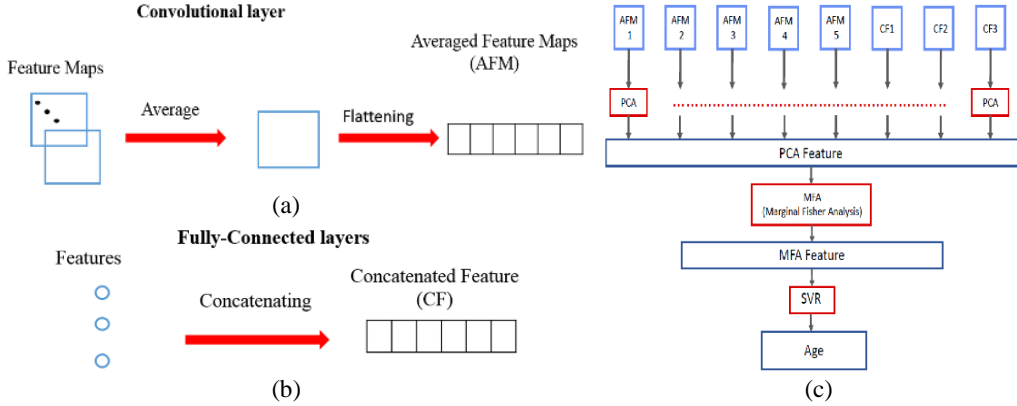 Convolutional layer
Feature Maps
Average
Flattening
Averaged Feature Maps
(AFM)
(a)
Fully-Connected layers
Features
Concatenating
Concatenated Feature
(CF)
(b)
AFM
1
AFM
2
AFM
3
AFM
4
AFM
5
CF1
CF2
CF3
PCA
PCA
PCA Feature
MFA
(Marginal Fisher Analysis)
MFA Feature
SVR
Age
(c)